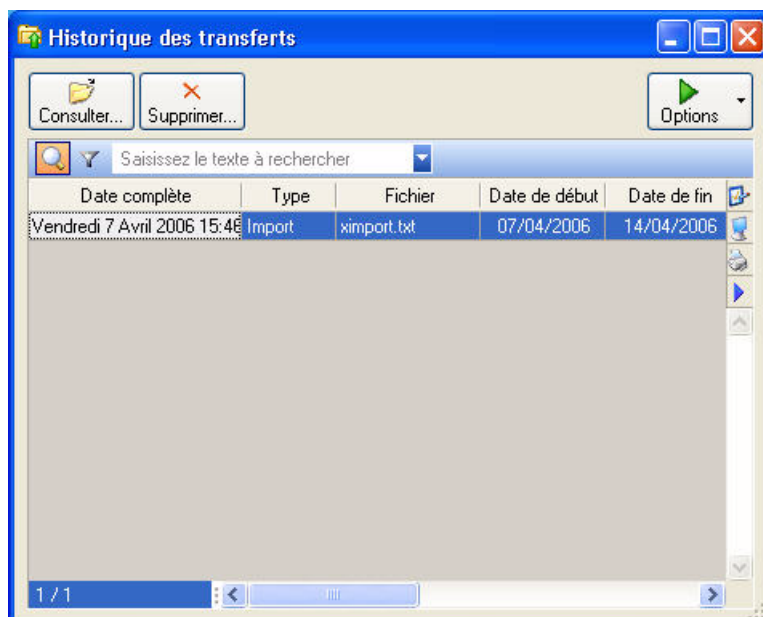 Historique des transferts
Consulter... Supprimer... Options
Saisissez le texte à rechercher
Date complète Type Fichier Date de début Date de fin
Vendredi 7 Avril 2006 15:46 Import ximport.txt 07/04/2006 14/04/2006
1 / 1